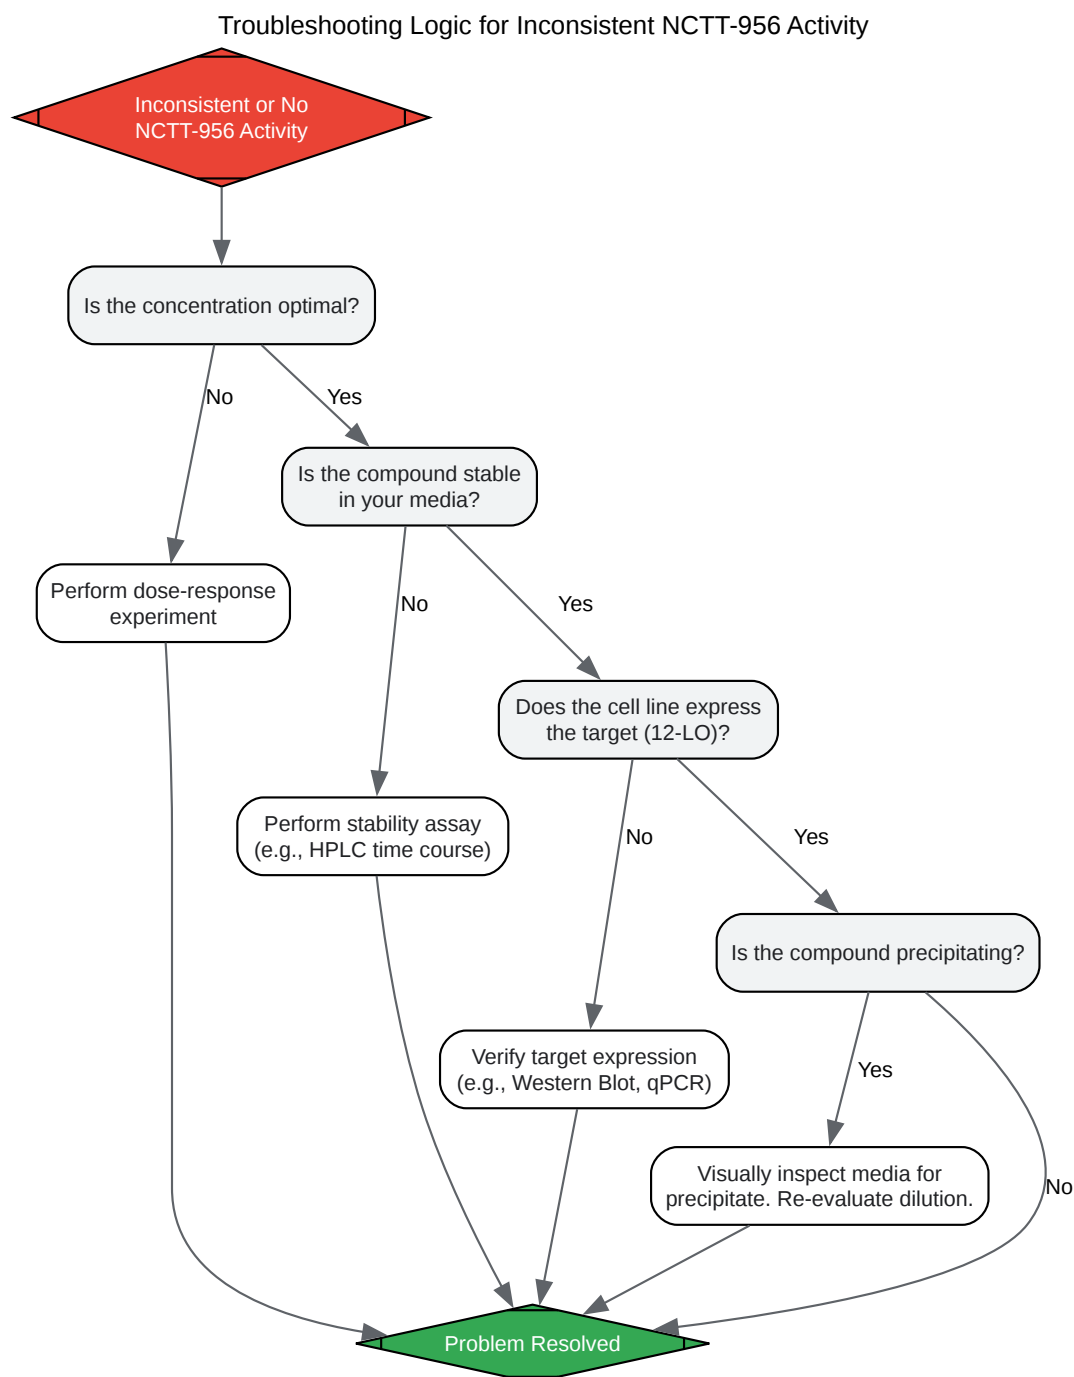 Troubleshooting Logic for Inconsistent NCTT-956 Activity
Inconsistent or No
NCTT-956 Activity
Is the concentration optimal?
No
Yes
Is the compound stable
in your media?
Perform dose-response
experiment
No
Yes
Does the cell line express
the target (12-LO)?
Perform stability assay
(e.g., HPLC time course)
No
Yes
Is the compound precipitating?
Verify target expression
(e.g., Western Blot, qPCR)
Yes
No
Visually inspect media for
precipitate. Re-evaluate dilution.
Problem Resolved